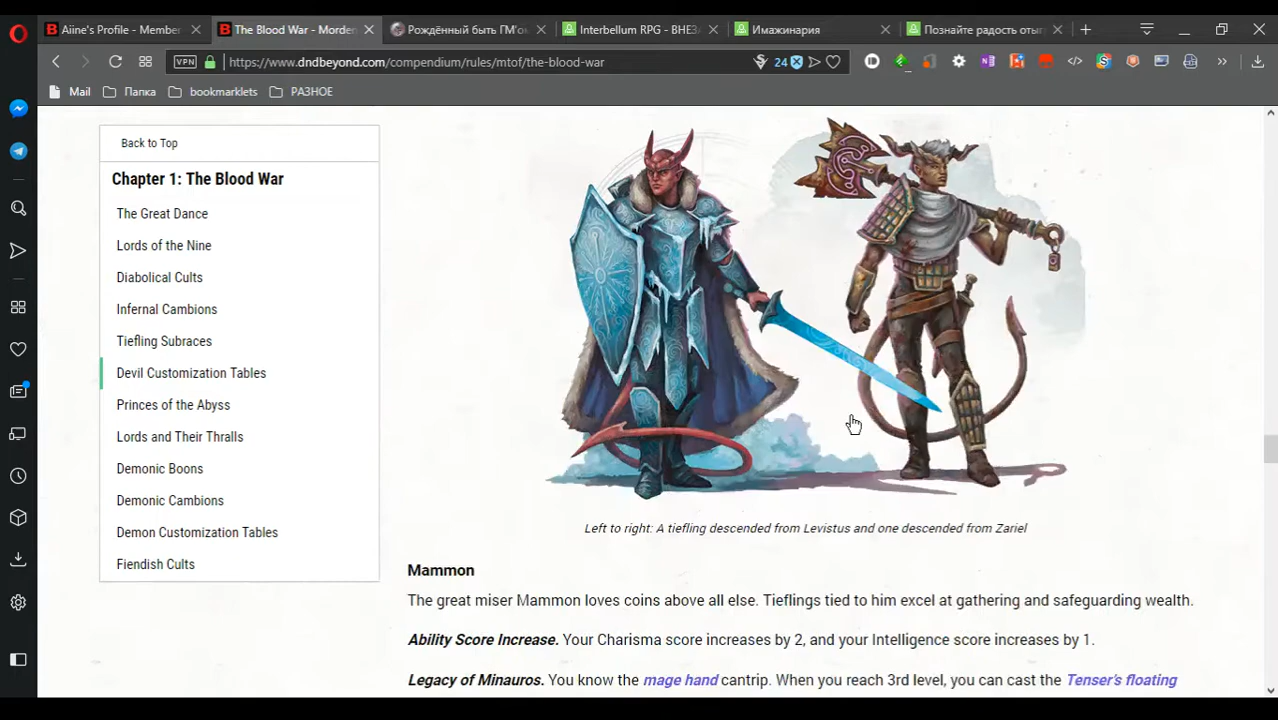 Aiine's Profile - Member
The Blood War - Morden
Рождённый быть ГМ'о
Interbellum RPG - ВНЕЗ
Имажинария
Познайте радость отыг
VPN
https://www.dndbeyond.com/compendium/rules/mtof/the-blood-war
24
Mail
Папка
bookmarklets
РАЗНОЕ
Back to Top
Chapter 1: The Blood War
The Great Dance
Lords of the Nine
Diabolical Cults
Infernal Cambions
Tiefling Subraces
Devil Customization Tables
Princes of the Abyss
Lords and Their Thralls
Demonic Boons
Demonic Cambions
Demon Customization Tables
Fiendish Cults
Left to right: A tiefling descended from Levistus and one descended from Zariel
Mammon
The great miser Mammon loves coins above all else. Tieflings tied to him excel at gathering and safeguarding wealth.
Ability Score Increase. Your Charisma score increases by 2, and your Intelligence score increases by 1.
Legacy of Minauros. You know the mage hand cantrip. When you reach 3rd level, you can cast the Tenser's floating